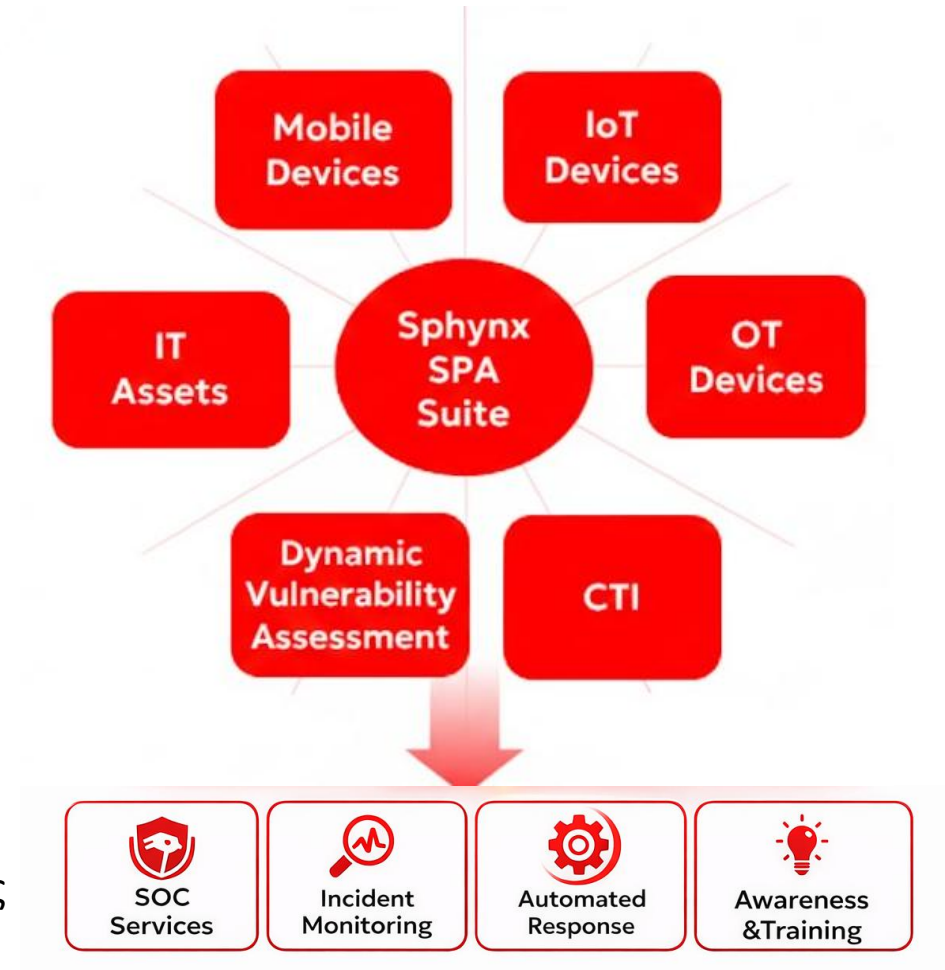 Mobile
Devices
IoT
Devices
IT
Assets
Sphynx
SPA
Suite
OT
Devices
Dynamic
Vulnerability
Assessment
CTI
SOC
Services
Incident
Monitoring
Automated
Response
Awareness
&Training